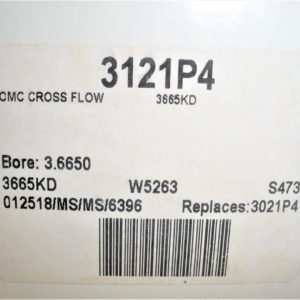 3121P4
OMC CROSS FLOW 3665KD
Bore: 3.6650
3665KD W5263 S473
012518/MS/MS/6396 Replaces:3021P4